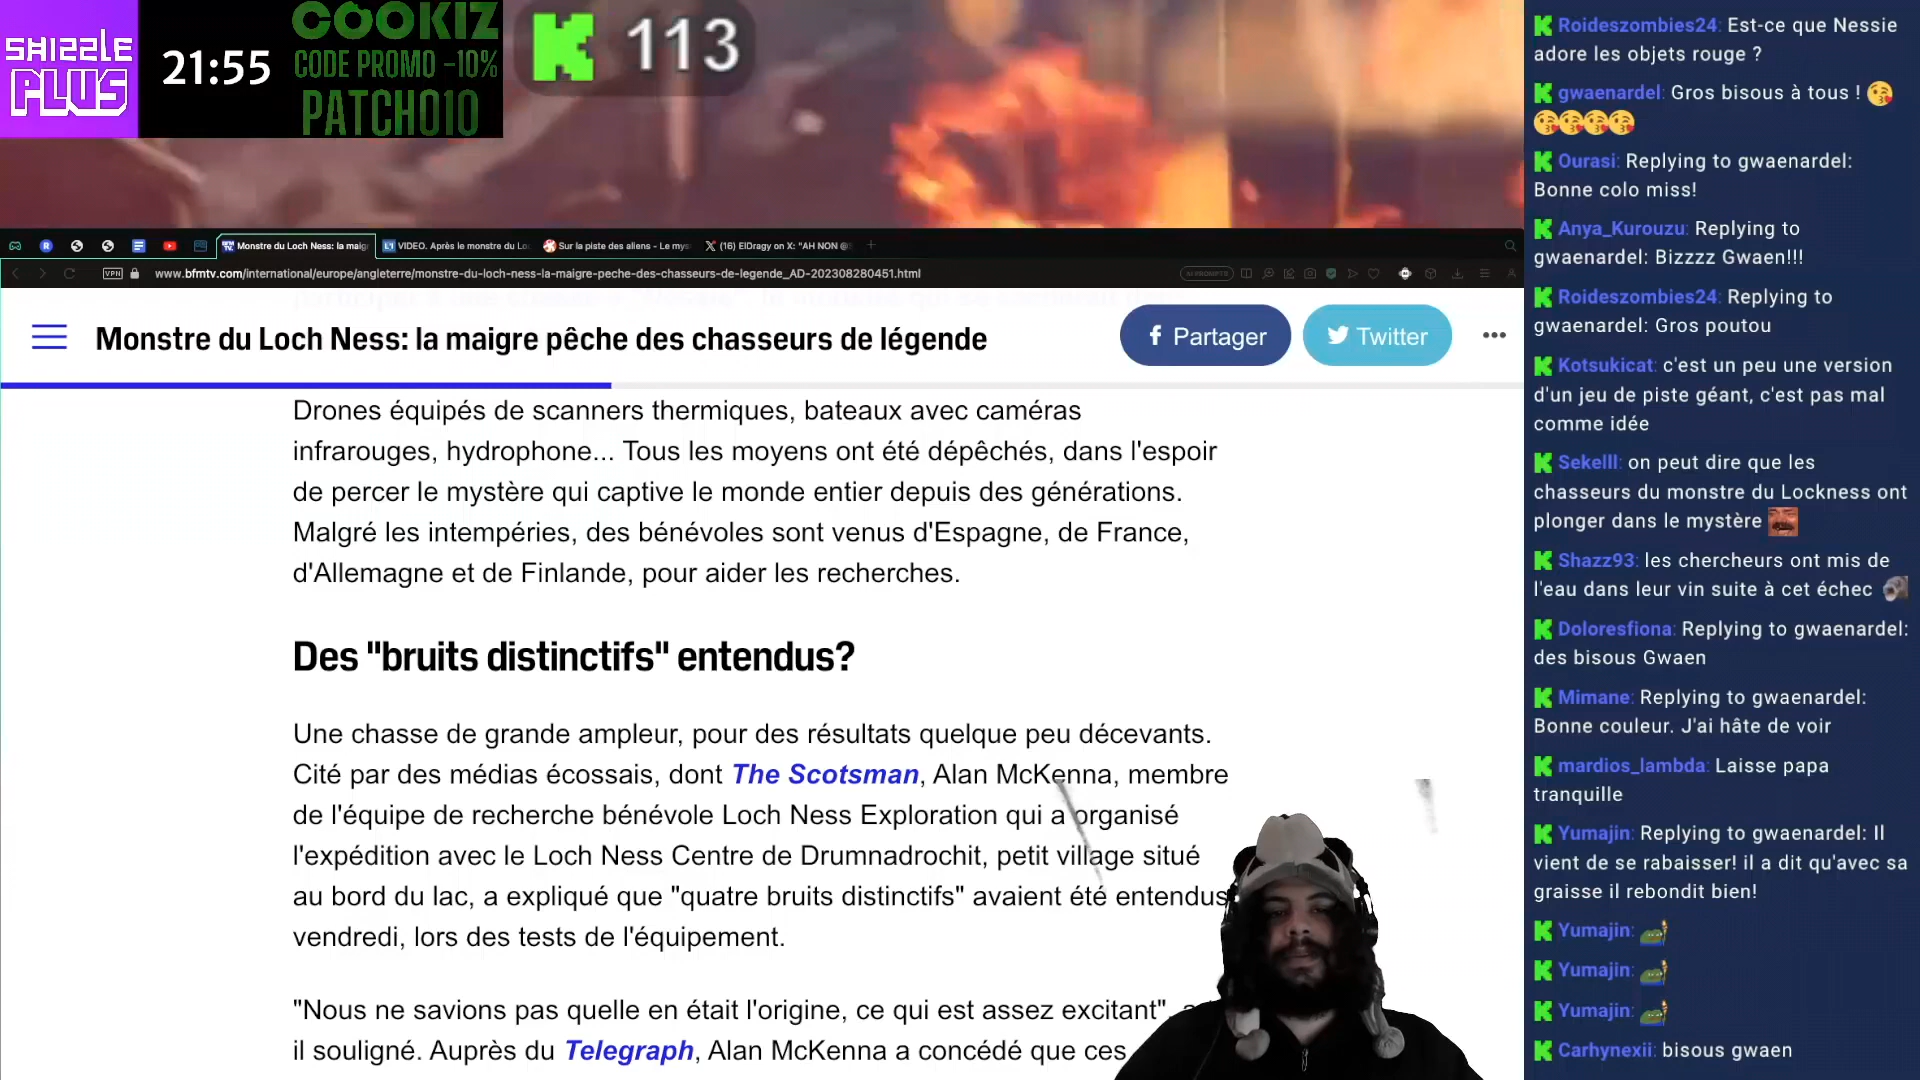 SHIZZLE
PLUS
21:55
COOKIZ
CODE PROMO -10%
PATCHO10
113
Monstre du Loch Ness: la maig
VIDEO. Après le monstre du Lo
Sur la piste des aliens - Le mys
(16) ElDragy on X: "AH NON @
VPN
www.bfmtv.com/international/europe/angleterre/monstre-du-loch-ness-la-maigre-peche-des-chasseurs-de-legende_AD-202308280451.html
AI PROMPTS
Monstre du Loch Ness: la maigre pêche des chasseurs de légende
Partager
Twitter
Drones équipés de scanners thermiques, bateaux avec caméras
infrarouges, hydrophone... Tous les moyens ont été dépêchés, dans l'espoir
de percer le mystère qui captive le monde entier depuis des générations.
Malgré les intempéries, des bénévoles sont venus d'Espagne, de France,
d'Allemagne et de Finlande, pour aider les recherches.
Des "bruits distinctifs" entendus?
Une chasse de grande ampleur, pour des résultats quelque peu décevants.
Cité par des médias écossais, dont The Scotsman, Alan McKenna, membre
de l'équipe de recherche bénévole Loch Ness Exploration qui a organisé
l'expédition avec le Loch Ness Centre de Drumnadrochit, petit village situé
au bord du lac, a expliqué que "quatre bruits distinctifs" avaient été entendus
vendredi, lors des tests de l'équipement.
"Nous ne savions pas quelle en était l'origine, ce qui est assez excitant",
il souligné. Auprès du Telegraph, Alan McKenna a concédé que ces
Roideszombies24: Est-ce que Nessie
adore les objets rouge ?
gwaenardel: Gros bisous à tous !
Ourasi: Replying to gwaenardel:
Bonne colo miss!
Anya_Kurouzu: Replying to
gwaenardel: Bizzzz Gwaen!!!
Roideszombies24: Replying to
gwaenardel: Gros poutou
Kotsukicat: c'est un peu une version
d'un jeu de piste géant, c'est pas mal
comme idée
Sekelll: on peut dire que les
chasseurs du monstre du Lockness ont
plonger dans le mystère
Shazz93: les chercheurs ont mis de
l'eau dans leur vin suite à cet échec
Doloresfiona: Replying to gwaenardel:
des bisous Gwaen
Mimane: Replying to gwaenardel:
Bonne couleur. J'ai hâte de voir
mardios_lambda: Laisse papa
tranquille
Yumajin: Replying to gwaenardel: Il
vient de se rabaisser! il a dit qu'avec sa
graisse il rebondit bien!
Yumajin:
Yumajin:
Yumajin:
Carhynexii: bisous gwaen